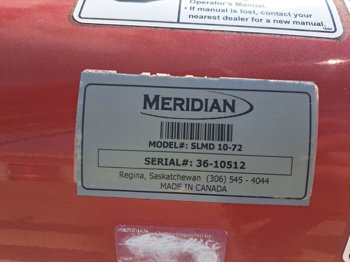 Operator's Manual.
• If manual is lost, contact your
nearest dealer for a new manual.
MERIDIAN
MODEL#: SLMD 10-72
SERIAL#: 36-10512
Regina, Saskatchewan (306) 545 - 4044
MADE IN CANADA
MERIDIAN